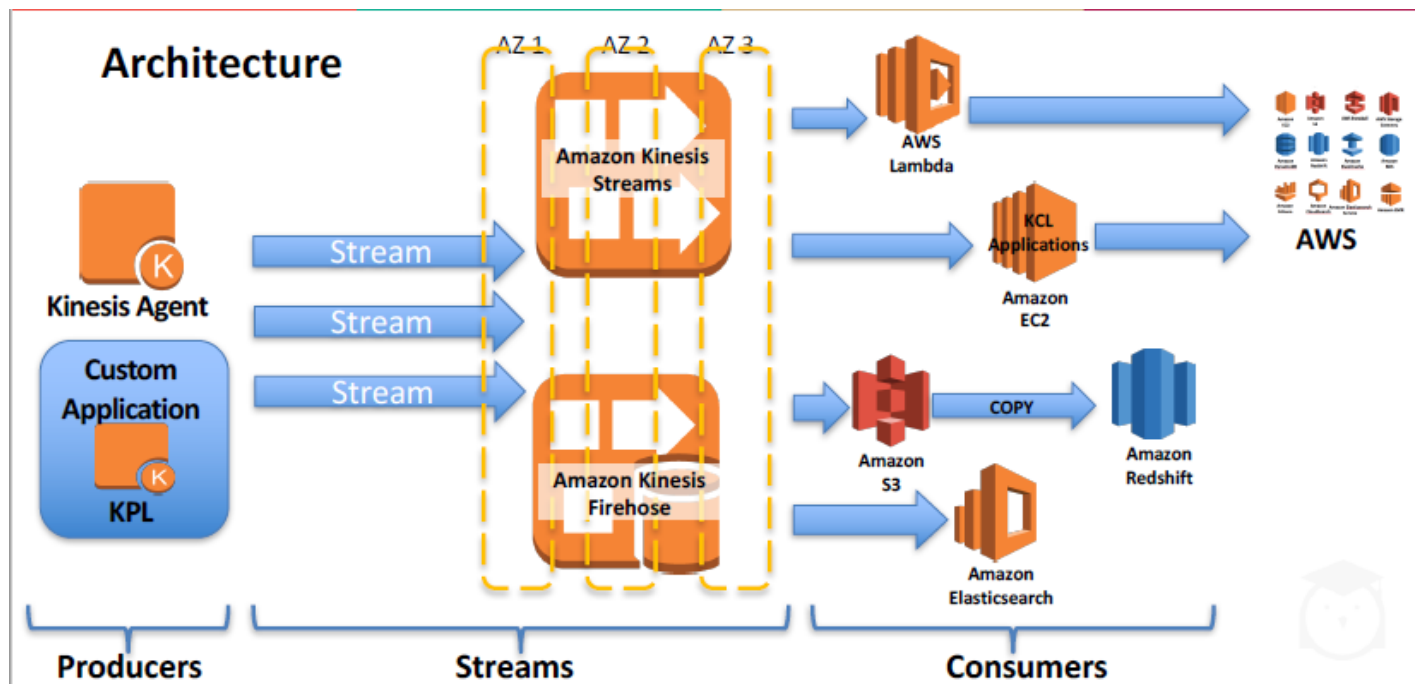 Architecture
AZ 1
AZ 2
AZ 3
Kinesis Agent
Custom
Application
KPL
Stream
Stream
Stream
Amazon Kinesis
Streams
Amazon Kinesis
Firehose
AWS
Lambda
KCL
Applications
Amazon
EC2
Amazon
S3
COPY
Amazon
Redshift
Amazon
Elasticsearch
AWS
Producers
Streams
Consumers